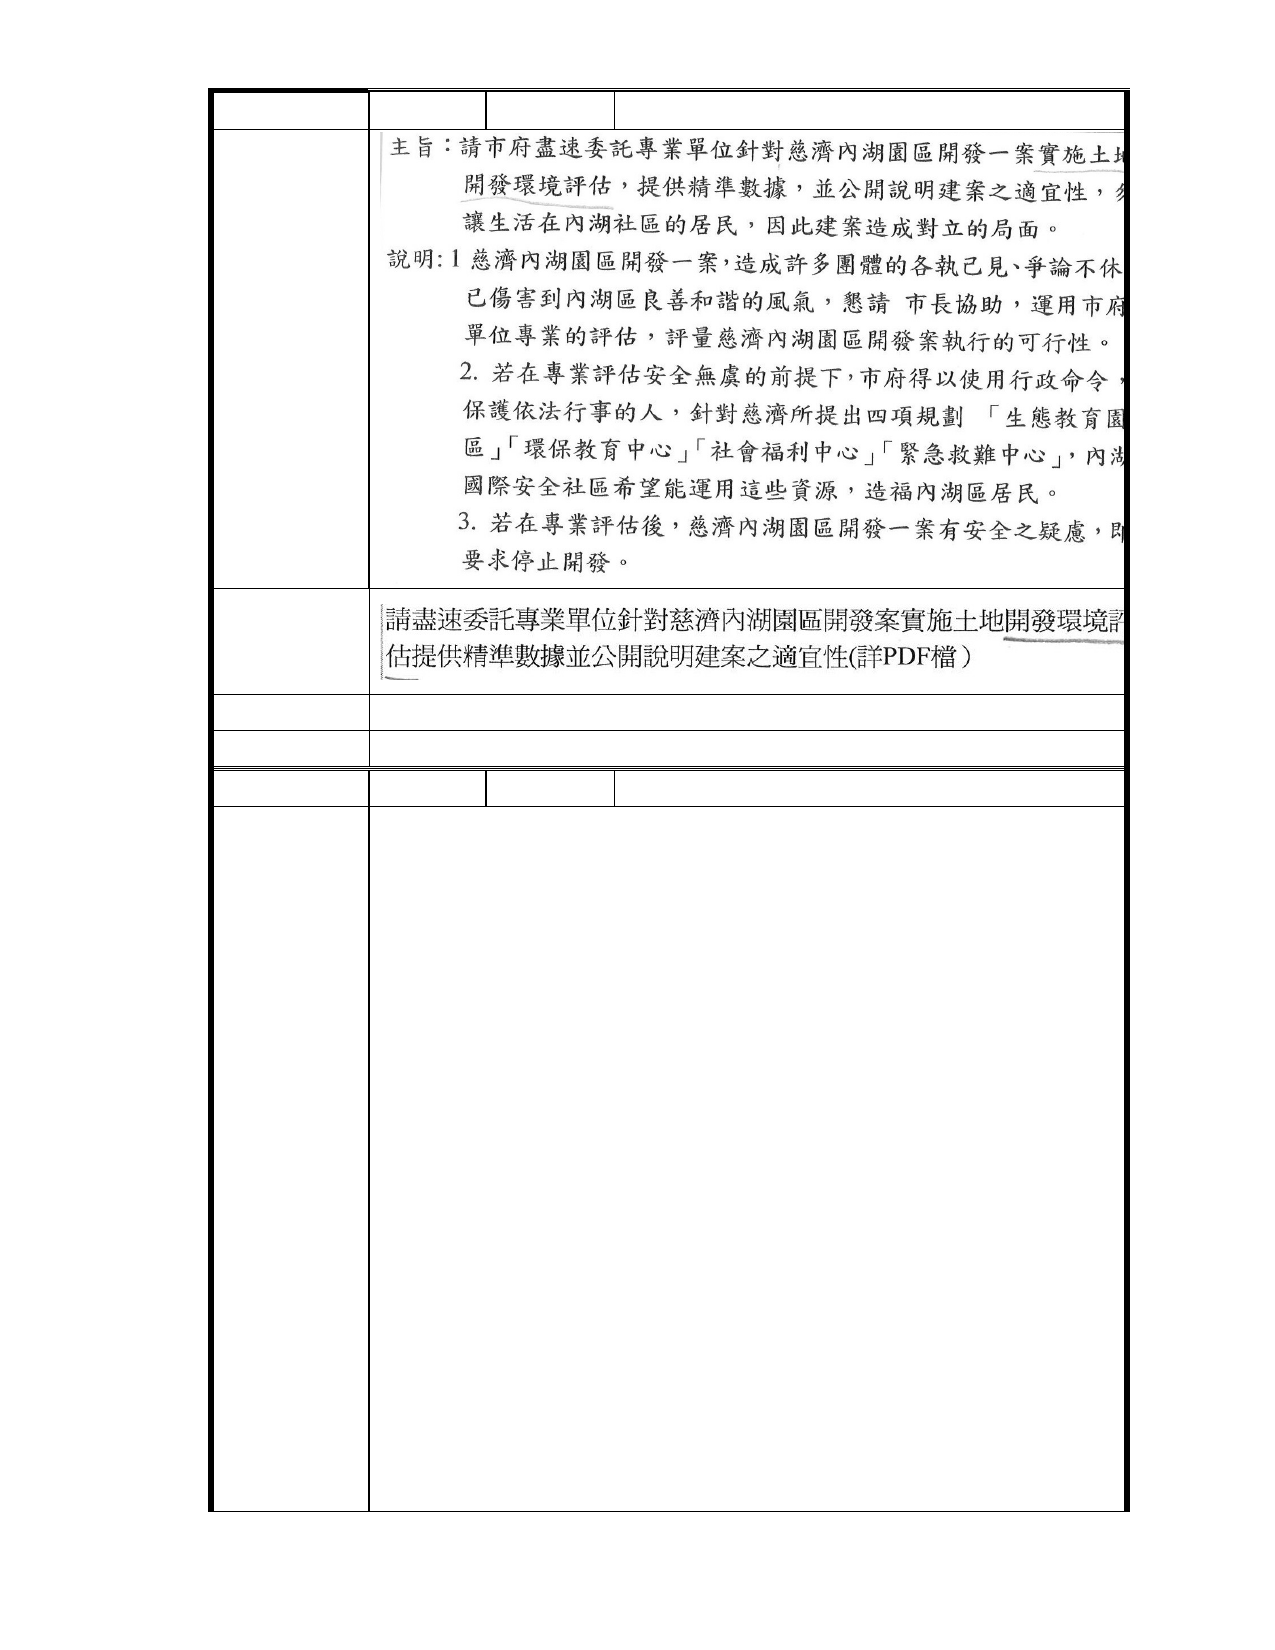 主旨：請市府盡速委託專業單位針對慈濟內湖園區開發一案實施土地
開發環境評估，提供精準數據，並公開說明建案之適宜性，
讓生活在內湖社區的居民，因此建案造成對立的局面。
說明:1 慈濟內湖園區開發一案，造成許多團體的各執己見、爭論不休
已傷害到內湖區良善和諧的風氣，懇請 市長協助，運用市府
單位專業的評估，評量慈濟內湖園區開發案執行的可行性。
2. 若在專業評估安全無虞的前提下，市府得以使用行政命令，
保護依法行事的人，針對慈濟所提出四項規劃 「生態教育園
區」「環保教育中心」「社會福利中心」「緊急救難中心」，內湖
國際安全社區希望能運用這些資源，造福內湖區居民。
3. 若在專業評估後，慈濟內湖園區開發一案有安全之疑慮，即
要求停止開發。
請盡速委託專業單位針對慈濟內湖園區開發案實施土地開發環境評
估提供精準數據並公開說明建案之適宜性(詳PDF檔）